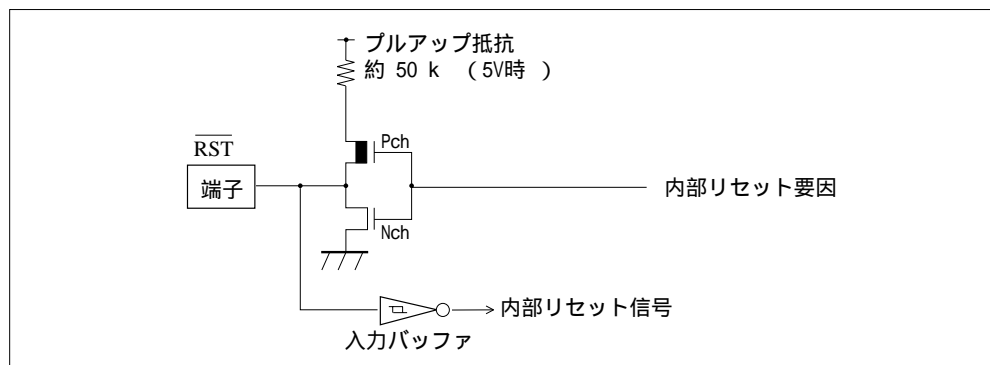 プルアップ抵抗
約 50 k （5V時 ）
Pch
RST
端子
内部リセット要因
Nch
内部リセット信号
入力バッファ